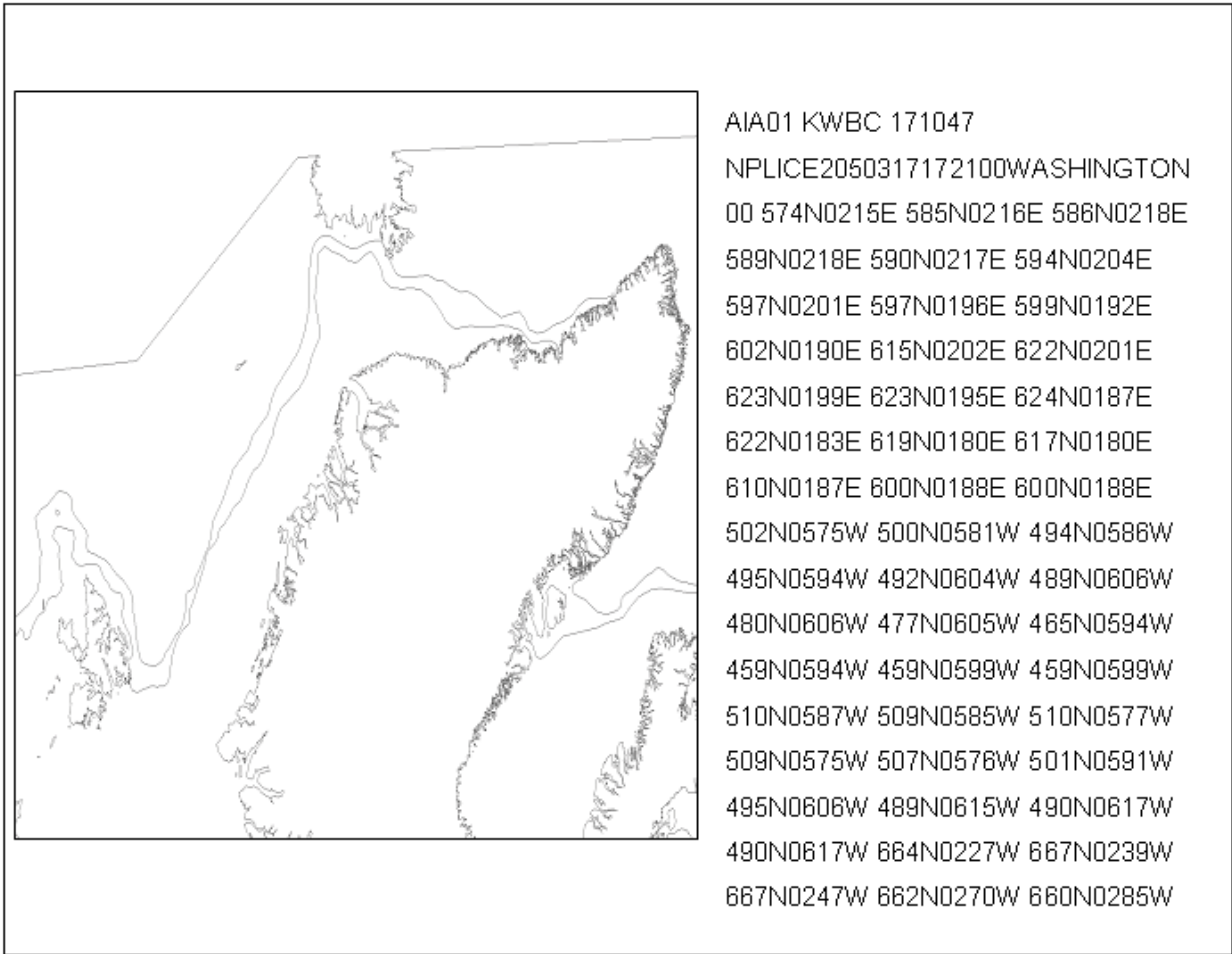 AIA01 KWBC 171047
NPLICE2050317172100WASHINGTON
00 574N0215E 585N0216E 586N0218E
589N0218E 590N0217E 594N0204E
597N0201E 597N0196E 599N0192E
602N0190E 615N0202E 622N0201E
623N0199E 623N0195E 624N0187E
622N0183E 619N0180E 617N0180E
610N0187E 600N0188E 600N0188E
502N0575W 500N0581W 494N0586W
495N0594W 492N0604W 489N0606W
480N0606W 477N0605W 465N0594W
459N0594W 459N0599W 459N0599W
510N0587W 509N0585W 510N0577W
509N0575W 507N0576W 501N0591W
495N0606W 489N0615W 490N0617W
490N0617W 664N0227W 667N0239W
667N0247W 662N0270W 660N0285W